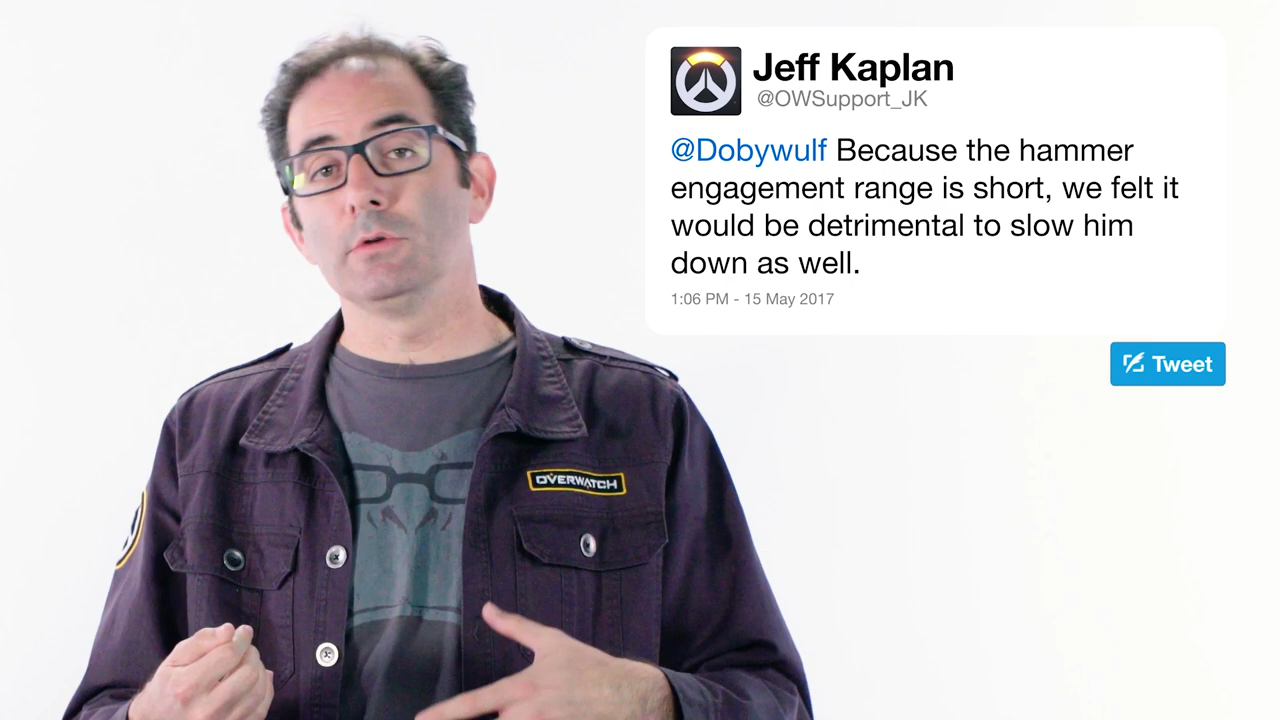 Jeff Kaplan
@OWSupport_JK
@Dobywulf Because the hammer
engagement range is short, we felt it
would be detrimental to slow him
down as well.
1:06 PM - 15 May 2017
Tweet
OVERWATCH